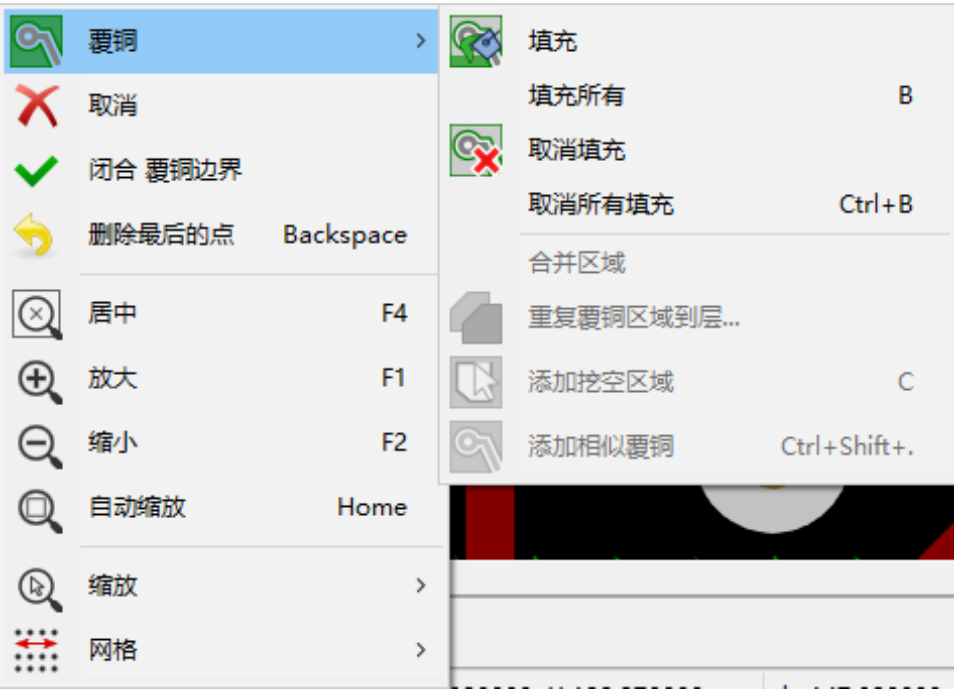 覆铜
取消
闭合 覆铜边界
删除最后的点 Backspace
居中 F4
放大 F1
缩小 F2
自动缩放 Home
缩放
网格
填充
填充所有 B
取消填充
取消所有填充 Ctrl+B
合并区域
重复覆铜区域到层...
添加挖空区域 C
添加相似覆铜 Ctrl+Shift+.